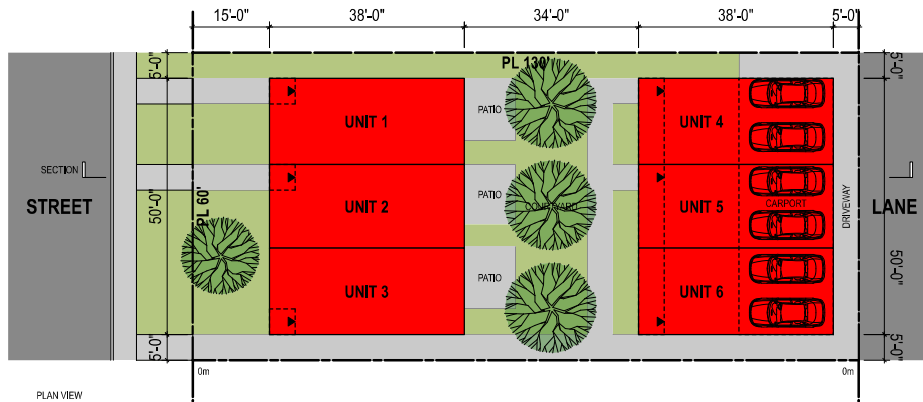 15'-0" 38'-0" 34'-0" 38'-0" 5'-0"
5'-0" PL 130' 5'-0"
UNIT 1 PATIO UNIT 4
SECTION
STREET 50'-0" PL 60' UNIT 2 PATIO COURTYARD UNIT 5 CARPORT DRIVEWAY LANE
UNIT 3 PATIO UNIT 6 50'-0"
5'-0" 5'-0"
0m 0m
PLAN VIEW